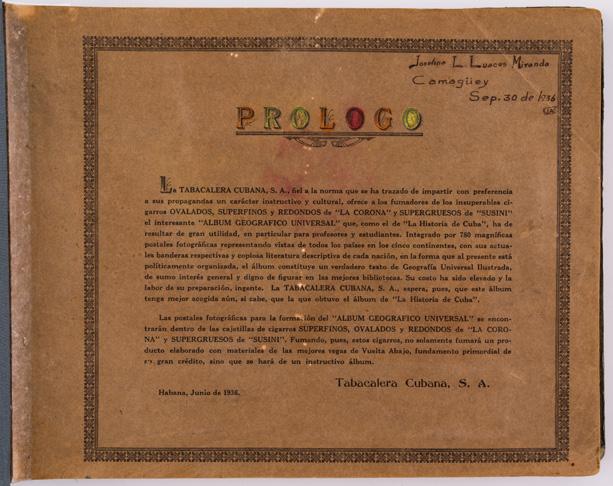 Josefina L. Luaces Miranda
Camagüey
Sep. 30 de 1936
PROLOGO
La TABACALERA CUBANA, S. A., fiel a la norma que se ha trazado de impartir con preferencia
a sus propagandas un carácter instructivo y cultural, ofrece a los fumadores de los insuperables ci-
garros OVALADOS, SUPERFINOS y REDONDOS de "LA CORONA" y SUPERGRUESOS de "SUSINI"
el interesante "ALBUM GEOGRAFICO UNIVERSAL" que, como el de "La Historia de Cuba", ha de
resultar de gran utilidad, en particular para profesores y estudiantes. Integrado por 780 magníficas
postales fotográficas representando vistas de todos los países en los cinco continentes, con sus actua-
les banderas respectivas y copiosa literatura descriptiva de cada nación, en la forma que al presente está
políticamente organizada, el álbum constituye un verdadero texto de Geografía Universal Ilustrada,
de sumo interés general y digno de figurar en las mejores bibliotecas. Su costo ha sido elevado y la
labor de su preparación, ingente. La TABACALERA CUBANA, S. A., espera, pues, que este álbum
tenga mejor acogida aún, si cabe, que la que obtuvo el álbum de "La Historia de Cuba".
Las postales fotográficas para la formación del "ALBUM GEOGRAFICO UNIVERSAL" se encon-
trarán dentro de las cajetillas de cigarros SUPERFINOS, OVALADOS y REDONDOS de "LA CORO-
NA" y SUPERGRUESOS de "SUSINI". Fumando, pues, estos cigarros, no solamente fumará un pro-
ducto elaborado con materiales de las mejores vegas de Vuelta Abajo, fundamento primordial de
su gran crédito, sino que se hará de un instructivo álbum.
Tabacalera Cubana, S. A.
Habana, Junio de 1936.